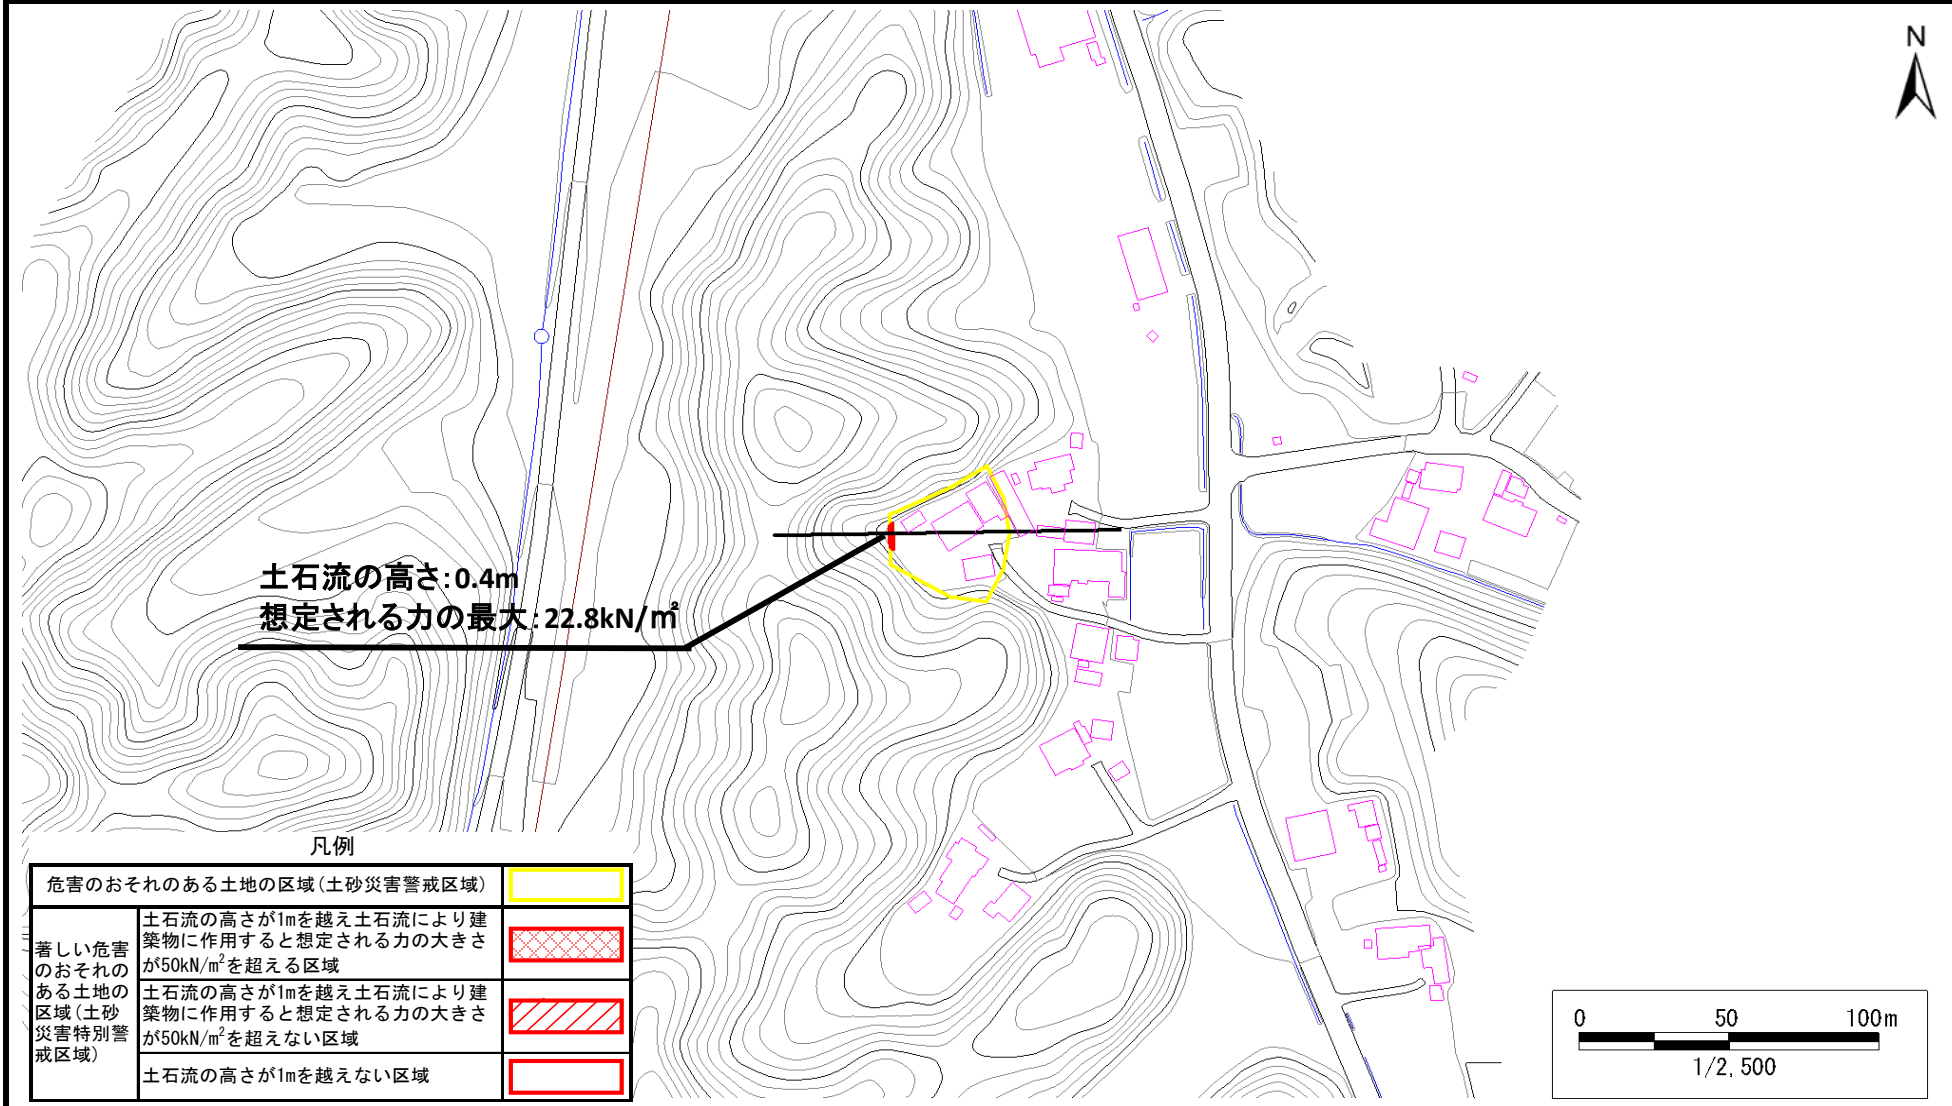 N
土石流の高さ:0.4m
想定される力の最大:22.8kN/㎡
凡例
危害のおそれのある土地の区域(土砂災害警戒区域)
著しい危害
のおそれの
ある土地の
区域(土砂
災害特別警
戒区域)
土石流の高さが1mを越え土石流により建
築物に作用すると想定される力の大きさ
が50kN/m²を超える区域
土石流の高さが1mを越え土石流により建
築物に作用すると想定される力の大きさ
が50kN/m²を超えない区域
土石流の高さが1mを越えない区域
0 50 100m
1/2,500